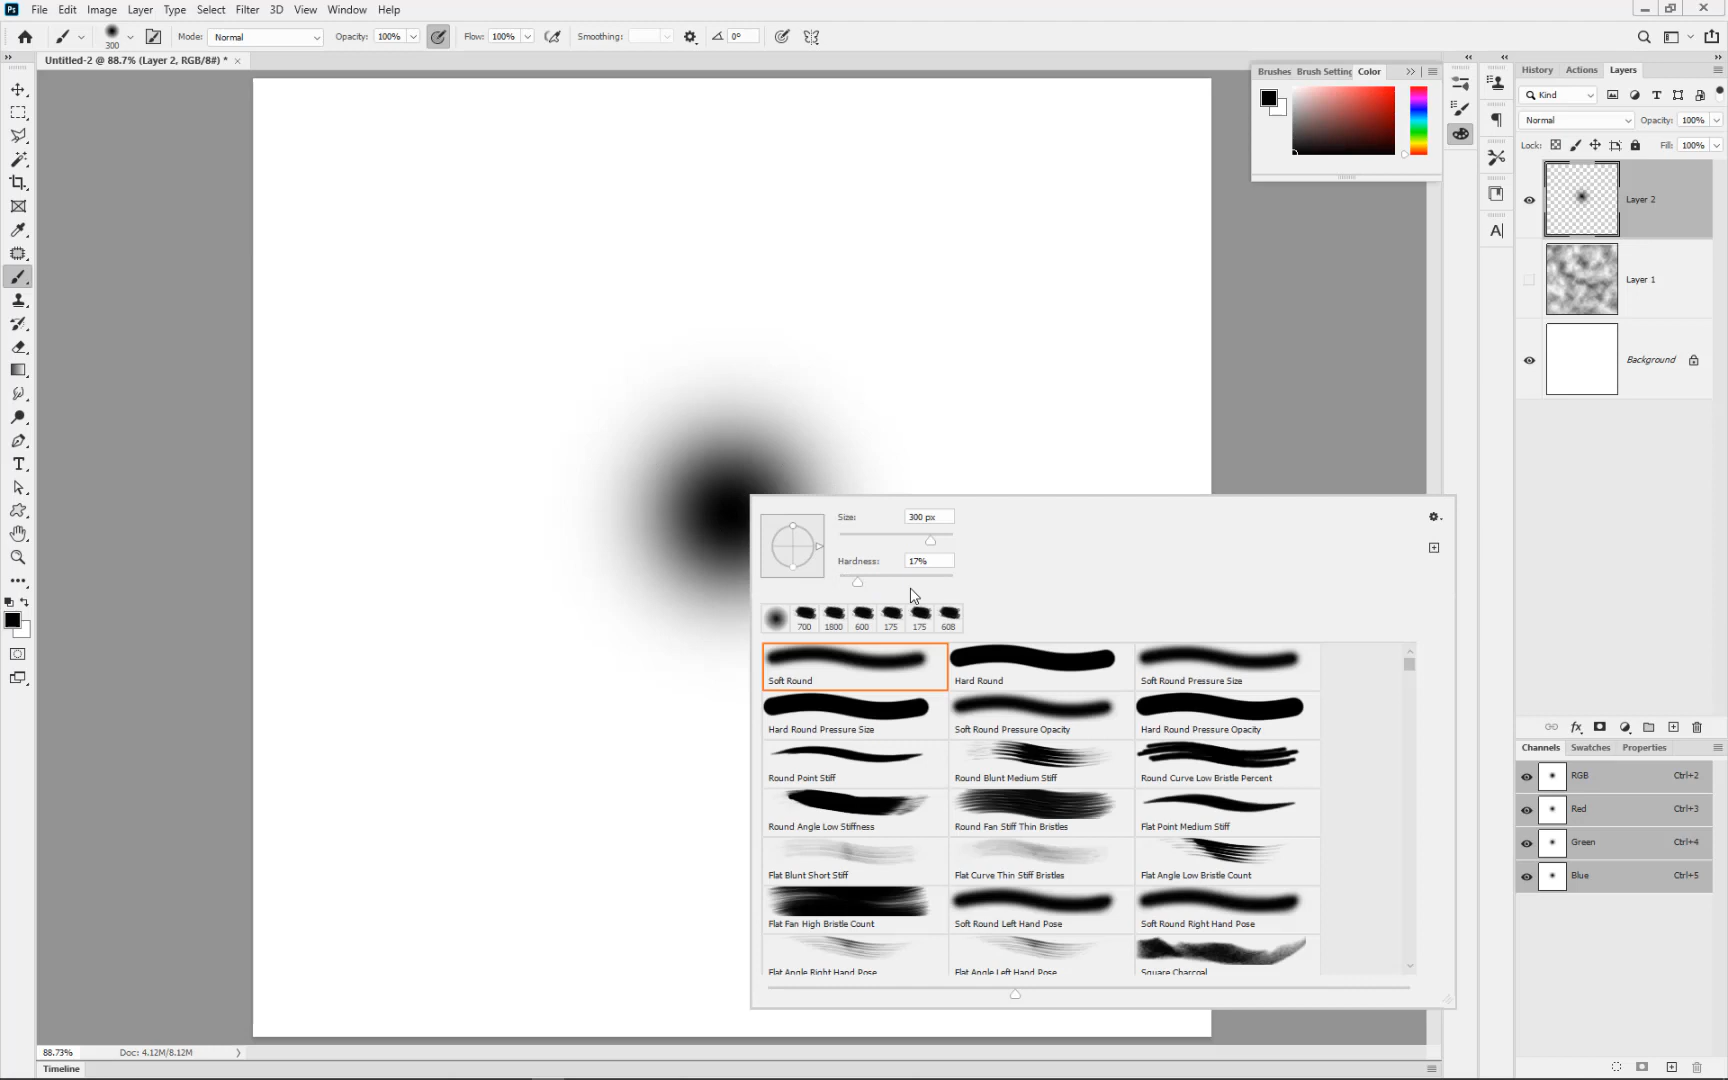 Ps File Edit Image Layer Type Select Filter 3D View Window Help
300 Mode: Normal Opacity: 100% Flow: 100% Smoothing: 0°
Untitled-2 @ 88.7% (Layer 2, RGB/8#) * ×
Brushes Brush Setting Color
History Actions Layers
Kind
Normal Opacity: 100%
Lock: Fill: 100%
Layer 2
Layer 1
Background
Size: 300 px
Hardness: 17%
700 1800 600 175 175 608
Soft Round Hard Round Soft Round Pressure Size
Hard Round Pressure Size Soft Round Pressure Opacity Hard Round Pressure Opacity
Round Point Stiff Round Blunt Medium Stiff Round Curve Low Bristle Percent
Round Angle Low Stiffness Round Fan Stiff Thin Bristles Flat Point Medium Stiff
Flat Blunt Short Stiff Flat Curve Thin Stiff Bristles Flat Angle Low Bristle Count
Flat Fan High Bristle Count Soft Round Left Hand Pose Soft Round Right Hand Pose
Flat Angle Right Hand Pose Flat Angle Left Hand Pose Square Charcoal
fx
Channels Swatches Properties
RGB Ctrl+2
Red Ctrl+3
Green Ctrl+4
Blue Ctrl+5
88.73% Doc: 4.12M/8.12M
Timeline